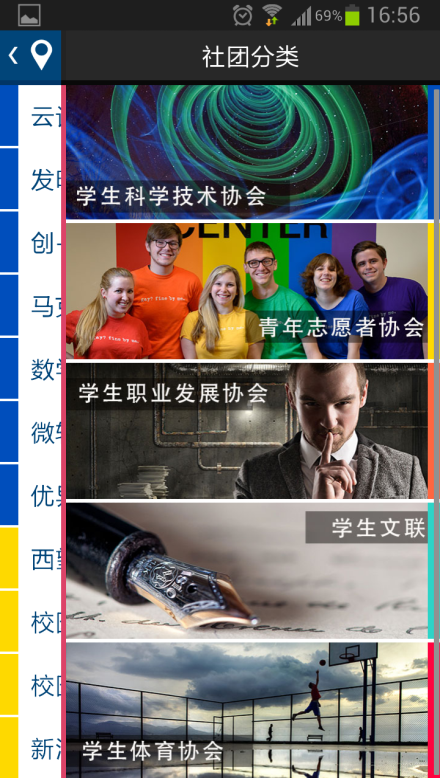 69% 16:56
社团分类
学生科学技术协会
CENTER
青年志愿者协会
学生职业发展协会
学生文联
学生体育协会
云
发
创
马
数
微
优
西
校
校
新